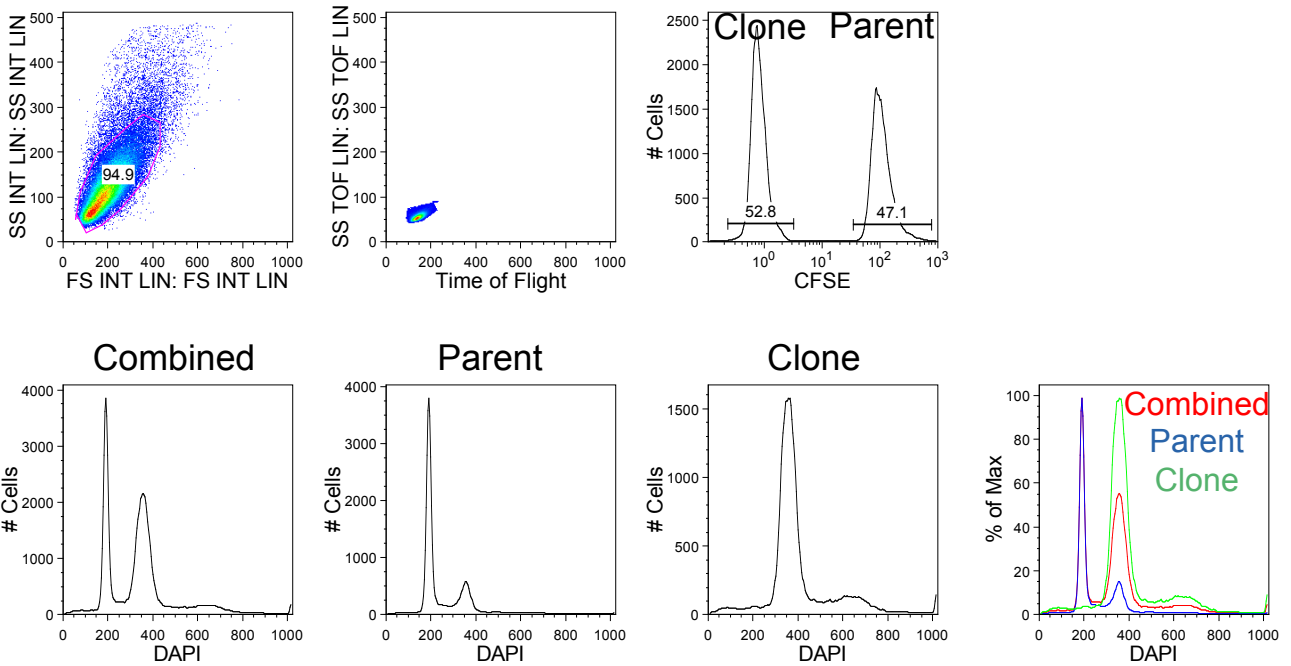 SS INT LIN: SS INT LIN
500
400
300
200
100
0
94.9
0 200 400 600 800 1000
FS INT LIN: FS INT LIN
SS TOF LIN: SS TOF LIN
500
400
300
200
100
0
0 200 400 600 800 1000
Time of Flight
# Cells
2500
2000
1500
1000
500
0
Clone Parent
52.8 47.1
10^0 10^1 10^2 10^3
CFSE
Combined
# Cells
4000
3000
2000
1000
0
0 200 400 600 800 1000
DAPI
Parent
# Cells
4000
3000
2000
1000
0
0 200 400 600 800 1000
DAPI
Clone
# Cells
1500
1000
500
0
0 200 400 600 800 1000
DAPI
% of Max
100
80
60
40
20
0
Combined
Parent
Clone
0 200 400 600 800 1000
DAPI